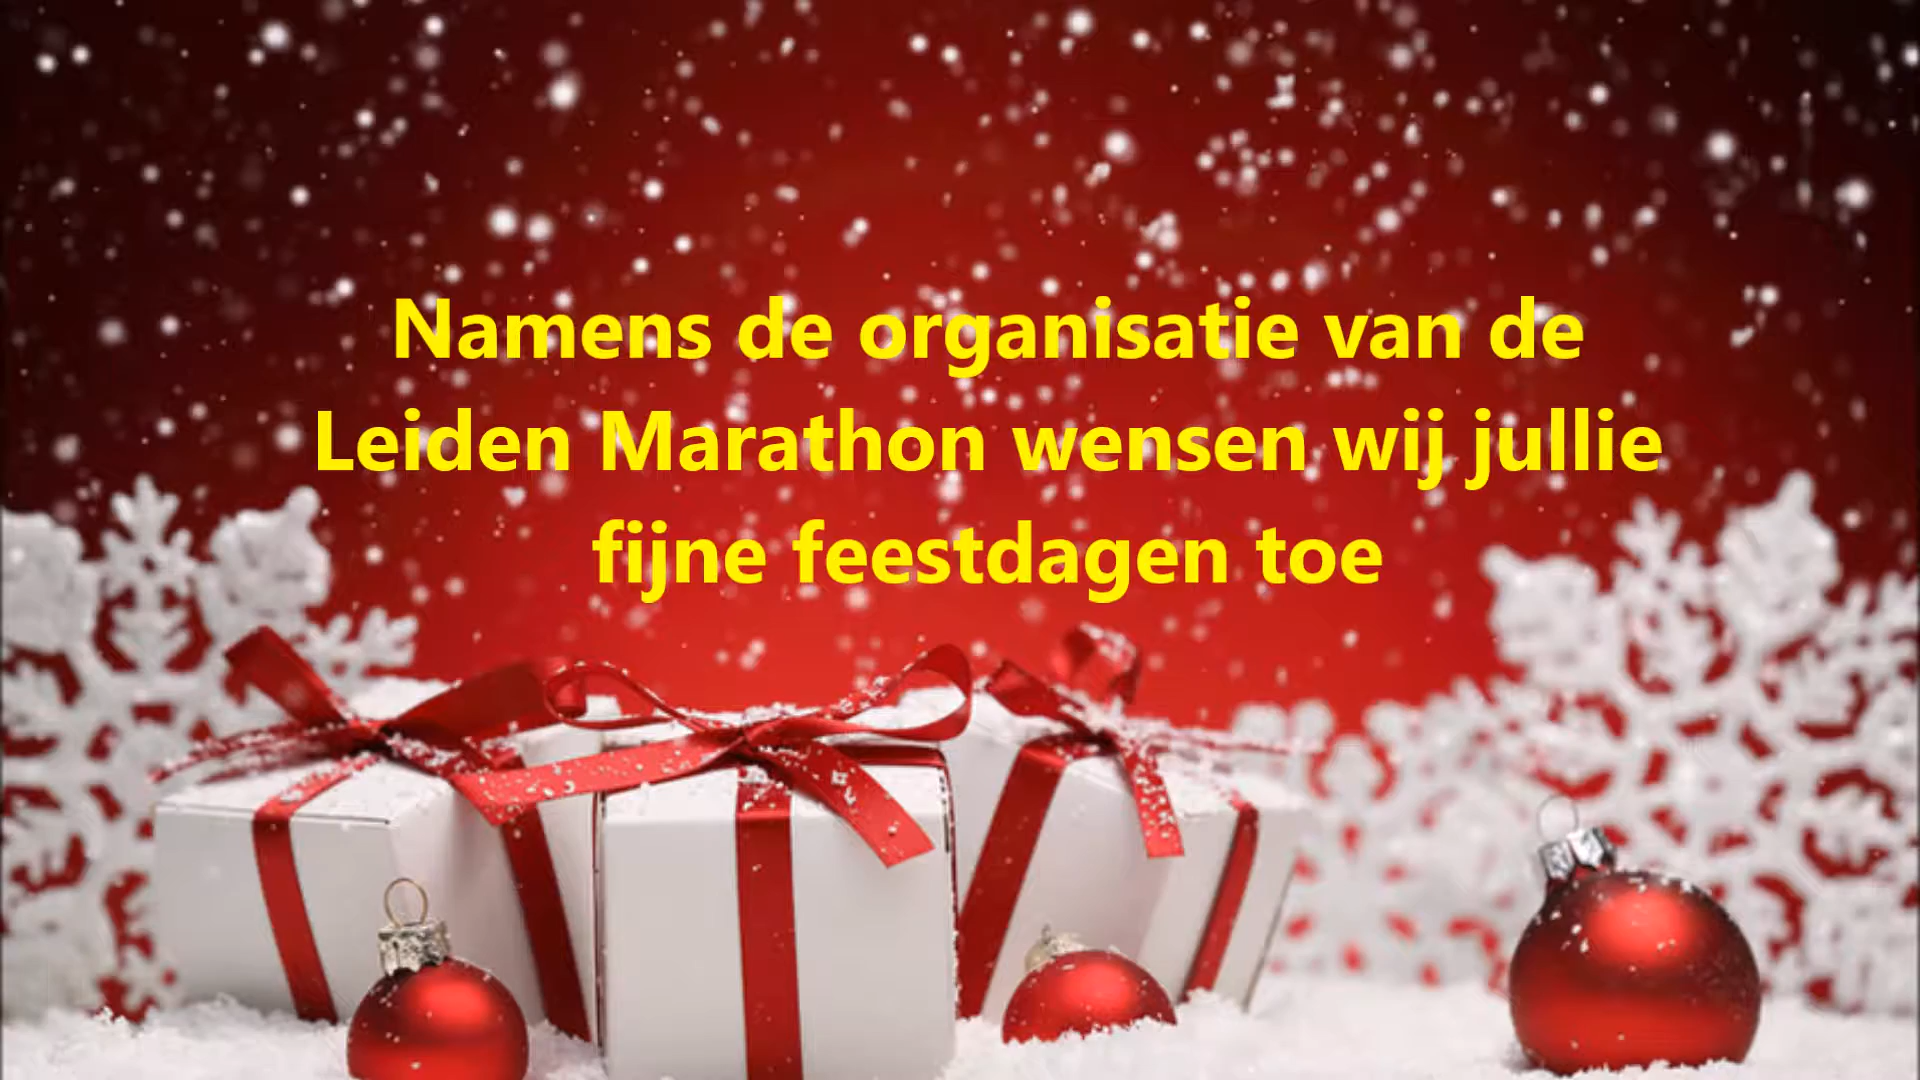 Namens de organisatie van de
Leiden Marathon wensen wij jullie
fijne feestdagen toe